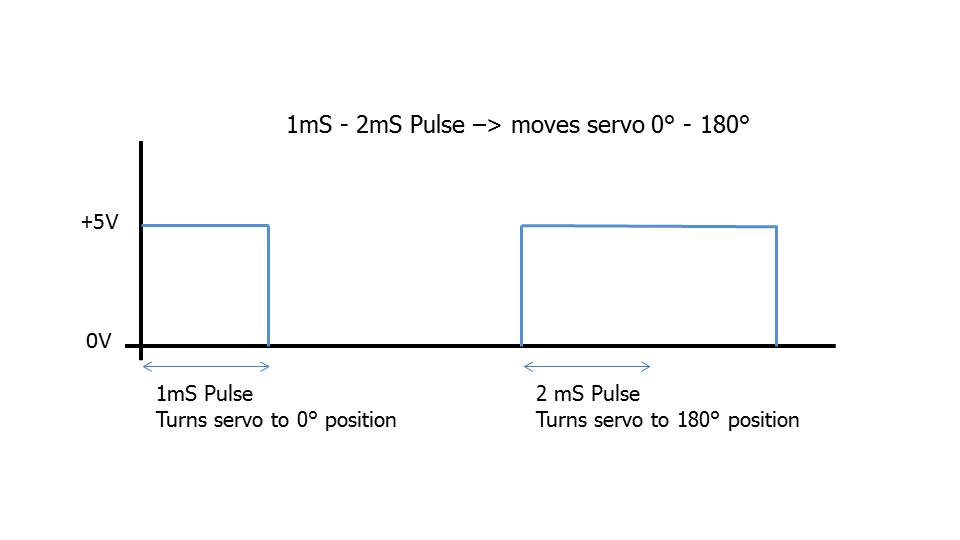 1mS - 2mS Pulse –> moves servo 0° - 180°
+5V
0V
1mS Pulse
Turns servo to 0° position
2 mS Pulse
Turns servo to 180° position